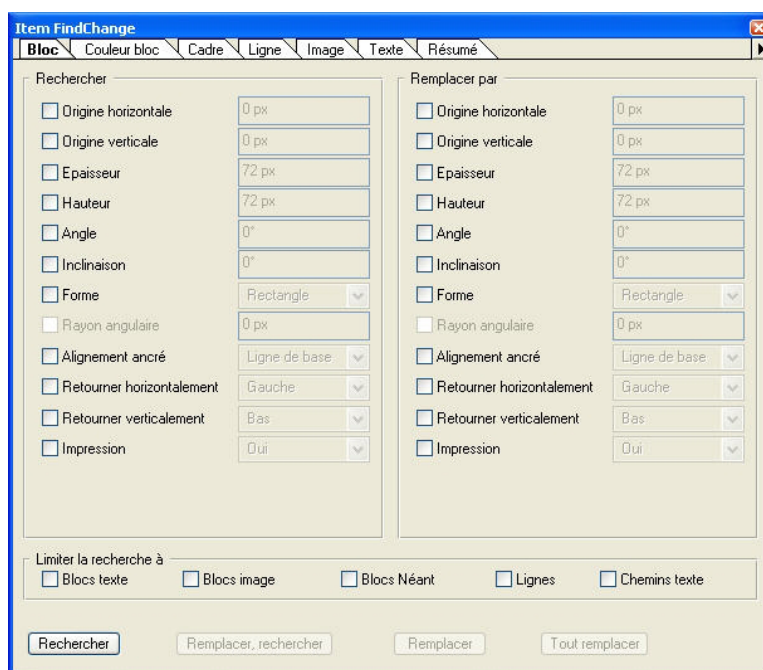 Item FindChange
Bloc Couleur bloc Cadre Ligne Image Texte Résumé
Rechercher
Origine horizontale 0 px
Origine verticale 0 px
Epaisseur 72 px
Hauteur 72 px
Angle 0°
Inclinaison 0°
Forme Rectangle
Rayon angulaire 0 px
Alignement ancré Ligne de base
Retourner horizontalement Gauche
Retourner verticalement Bas
Impression Oui
Remplacer par
Origine horizontale 0 px
Origine verticale 0 px
Epaisseur 72 px
Hauteur 72 px
Angle 0°
Inclinaison 0°
Forme Rectangle
Rayon angulaire 0 px
Alignement ancré Ligne de base
Retourner horizontalement Gauche
Retourner verticalement Bas
Impression Oui
Limiter la recherche à
Blocs texte Blocs image Blocs Néant Lignes Chemins texte
Rechercher Remplacer, rechercher Remplacer Tout remplacer